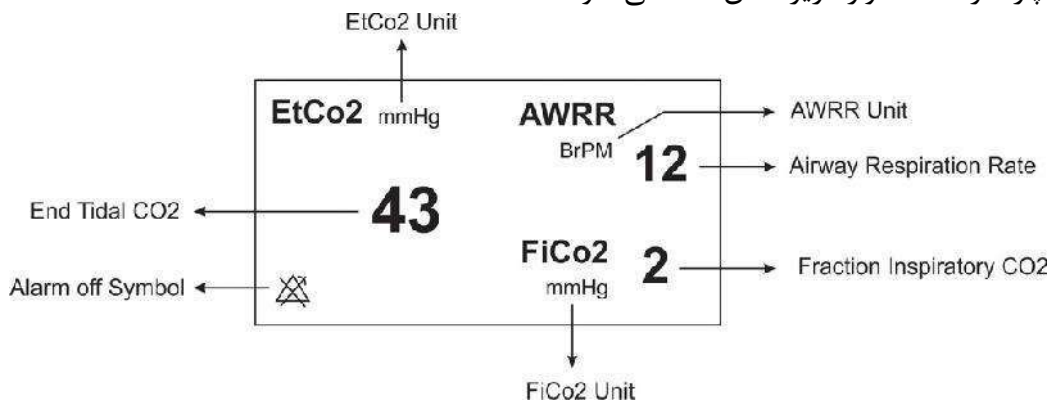 EtCo2 Unit
EtCo2 mmHg
AWRR
BrPM
12
AWRR Unit
Airway Respiration Rate
End Tidal CO2
43
FiCo2
mmHg
2
Fraction Inspiratory CO2
Alarm off Symbol
FiCo2 Unit